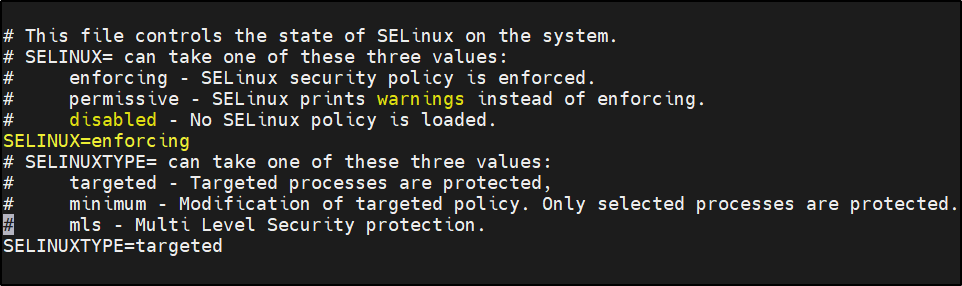 # This file controls the state of SELinux on the system.
# SELINUX= can take one of these three values:
#     enforcing - SELinux security policy is enforced.
#     permissive - SELinux prints warnings instead of enforcing.
#     disabled - No SELinux policy is loaded.
SELINUX=enforcing
# SELINUXTYPE= can take one of these three values:
#     targeted - Targeted processes are protected,
#     minimum - Modification of targeted policy. Only selected processes are protected.
#     mls - Multi Level Security protection.
SELINUXTYPE=targeted